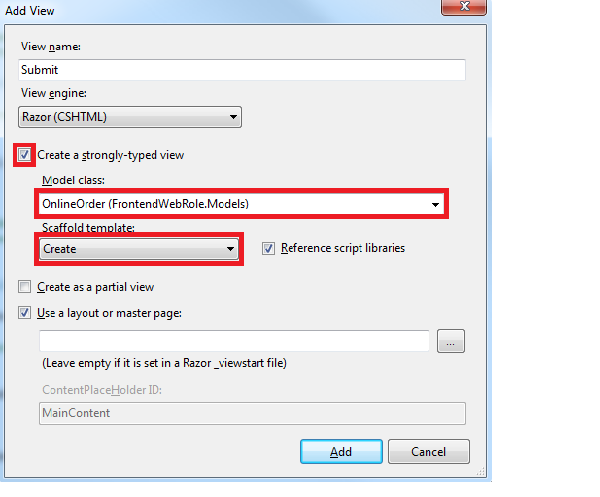 Add View
View name:
Submit
View engine:
Razor (CSHTML)
Create a strongly-typed view
Model class:
OnlineOrder (FrontendWebRole.Models)
Scaffold template:
Create
Reference script libraries
Create as a partial view
Use a layout or master page:
...
(Leave empty if it is set in a Razor _viewstart file)
ContentPlaceHolder ID:
MainContent
Add Cancel